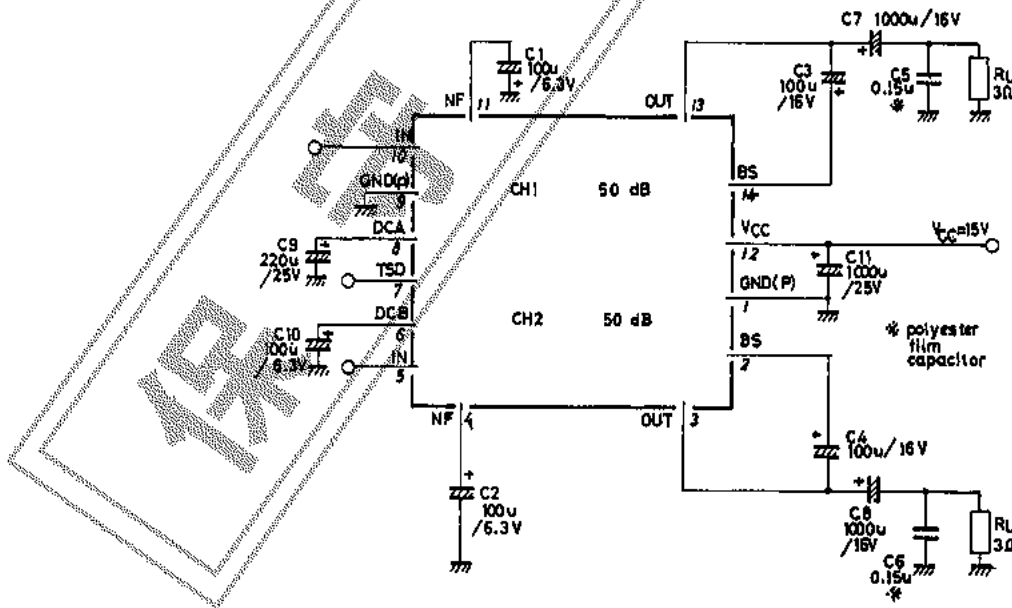 C7 1000u/16V
C1
100u
/6.3V
C3
100u
/16V
C5
0.15u
*
RL
3Ω
NF 11
OUT 13
IN
10
GND(p)
9
CH1 50 dB
BS
14
DCA
8
C9
220u
/25V
VCC
12
VCC=15V
TSD
7
C11
1000u
/25V
GND(P)
1
DCB
6
C10
100u
/6.3V
CH2 50 dB
* polyester
film
capacitor
IN
5
BS
2
NF 4
OUT 3
C4
100u/16V
C2
100u
/6.3V
C8
1000u
/16V
C6
0.15u
*
RL
3Ω
保守